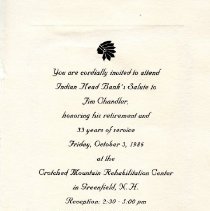 You are cordially invited to attend
Indian Head Bank's Salute to
Jim Chandler,
honoring his retirement and
33 years of service
Friday, October 3, 1986
at the
Crotched Mountain Rehabilitation Center
in Greenfield, N.H.
Reception: 2:30 - 5:00 pm